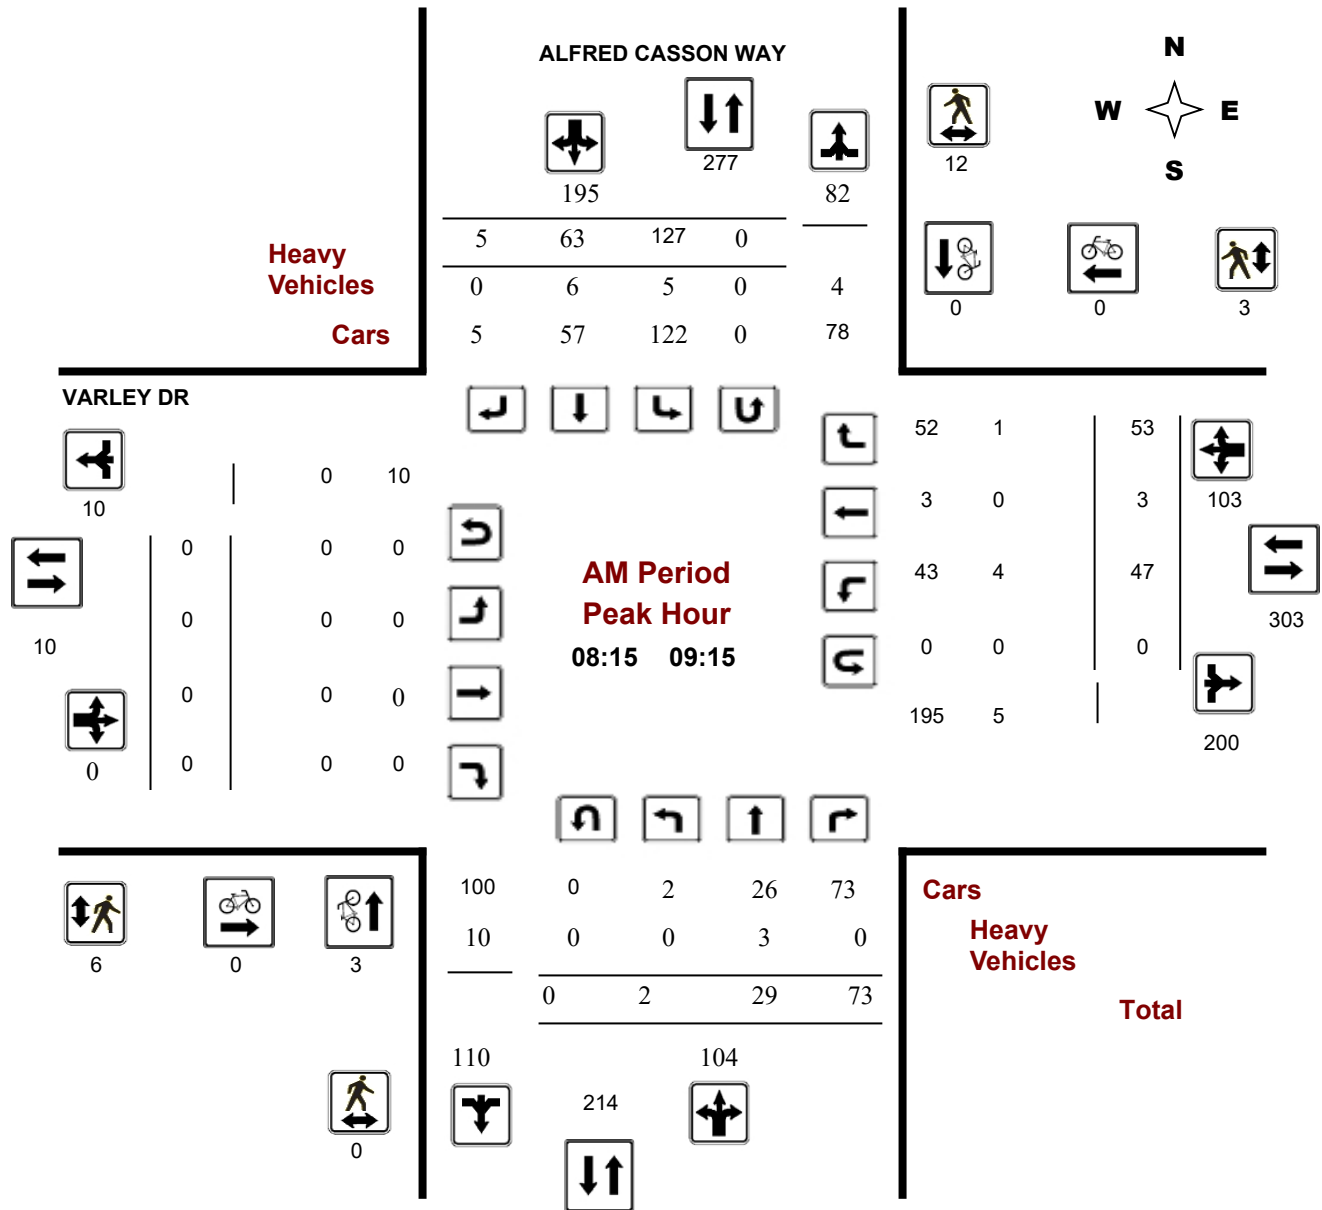 ALFRED CASSON WAY
N
W E
S
277
12
195
82
5 63 127 0
Heavy
Vehicles
0 6 5 0 4
0 0 3
Cars
5 57 122 0 78
VARLEY DR
52 1 53
0 10
10
3 0 3 103
0 0 0
AM Period
43 4 47
Peak Hour
0 0 0
303
10
08:15 09:15
0 0 0
0 0 0
195 5
200
0
0 0 0
100 0 2 26 73
Cars
10 0 0 3 0
Heavy
Vehicles
6 0 3
0 2 29 73
Total
110 104
214
0